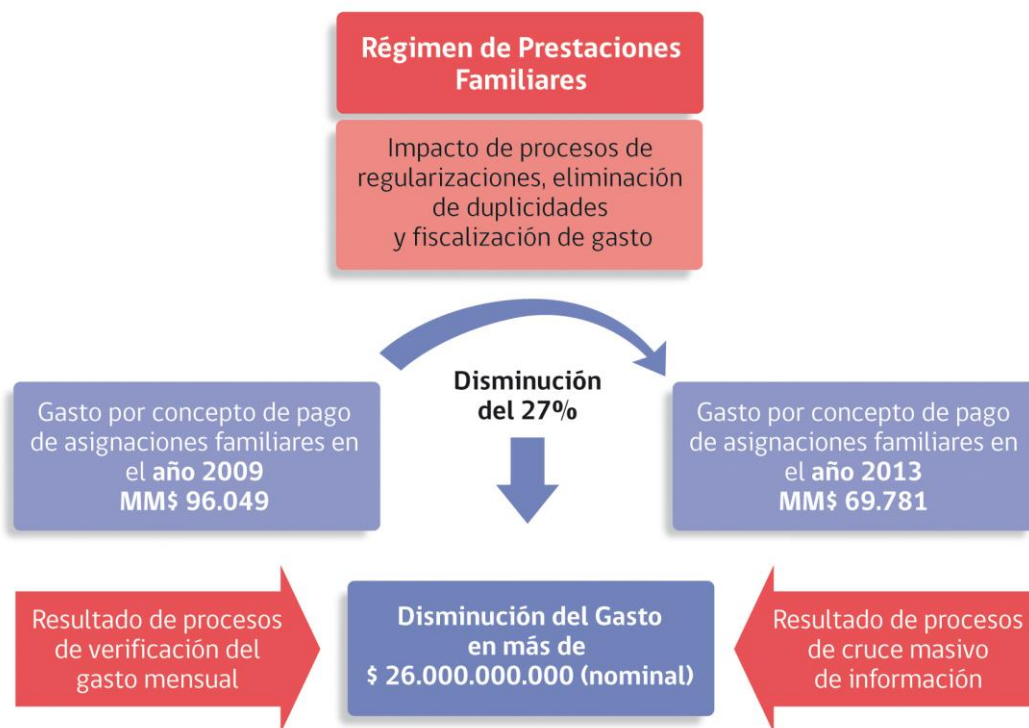 Régimen de Prestaciones
Familiares
Impacto de procesos de
regularizaciones, eliminación
de duplicidades
y fiscalización de gasto
Disminución
del 27%
Gasto por concepto de pago
de asignaciones familiares en
el año 2009
MM$ 96.049
Gasto por concepto de pago
de asignaciones familiares en
el año 2013
MM$ 69.781
Resultado de procesos
de verificación del
gasto mensual
Disminución del Gasto
en más de
$ 26.000.000.000 (nominal)
Resultado de procesos
de cruce masivo
de información